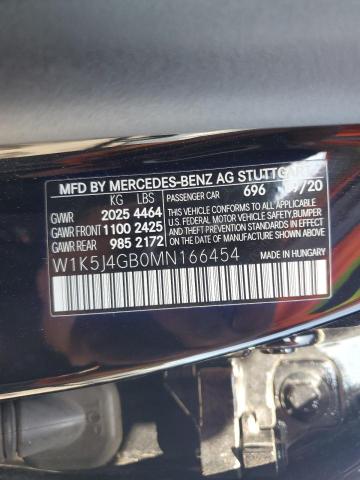 MFD BY MERCEDES-BENZ AG STUTTGART
KG LBS PASSENGER CAR 696 /20
GVWR 2025 4464 THIS VEHICLE CONFORMS TO ALL APPLICABLE
GAWR FRONT 1100 2425 U.S. FEDERAL MOTOR VEHICLE SAFETY, BUMPER,
GAWR REAR 985 2172 AND THEFT PREVENTION STANDARDS IN EFFECT
ON THE DATE OF MANUFACTURE SHOWN ABOVE.
W1K5J4GB0MN166454
MADE IN HUNGARY